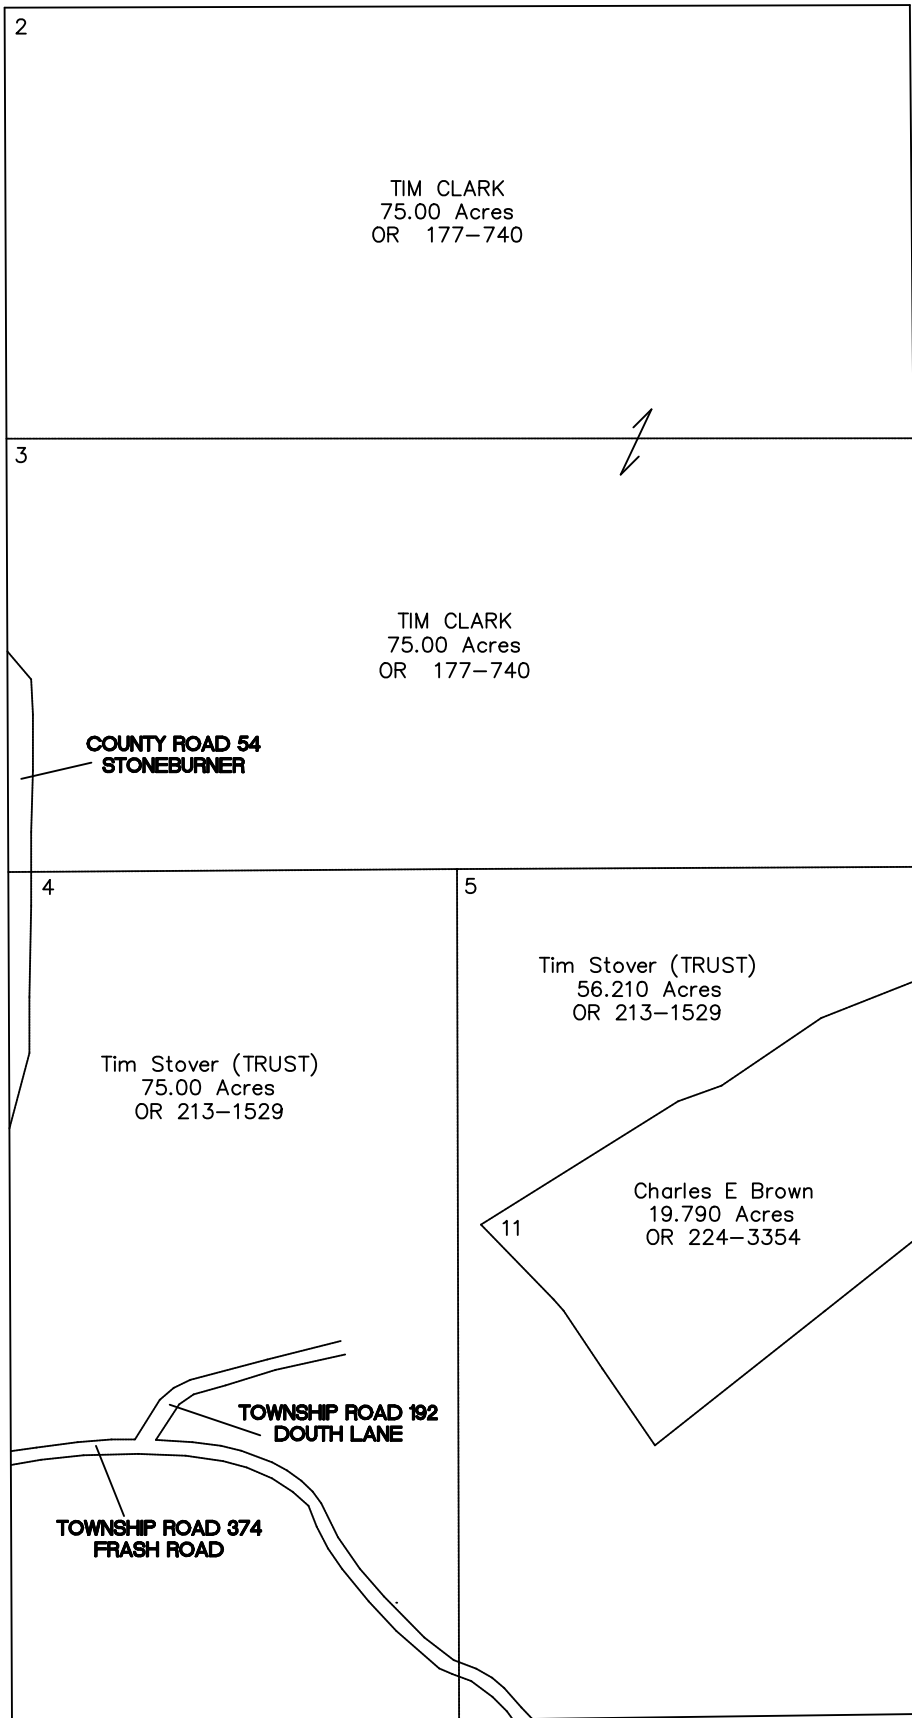 2
TIM CLARK
75.00 Acres
OR 177-740
3
TIM CLARK
75.00 Acres
OR 177-740
COUNTY ROAD 54
STONEBURNER
4
5
Tim Stover (TRUST)
56.210 Acres
OR 213-1529
Tim Stover (TRUST)
75.00 Acres
OR 213-1529
Charles E Brown
19.790 Acres
OR 224-3354
11
TOWNSHIP ROAD 192
DOUTH LANE
TOWNSHIP ROAD 374
FRASH ROAD